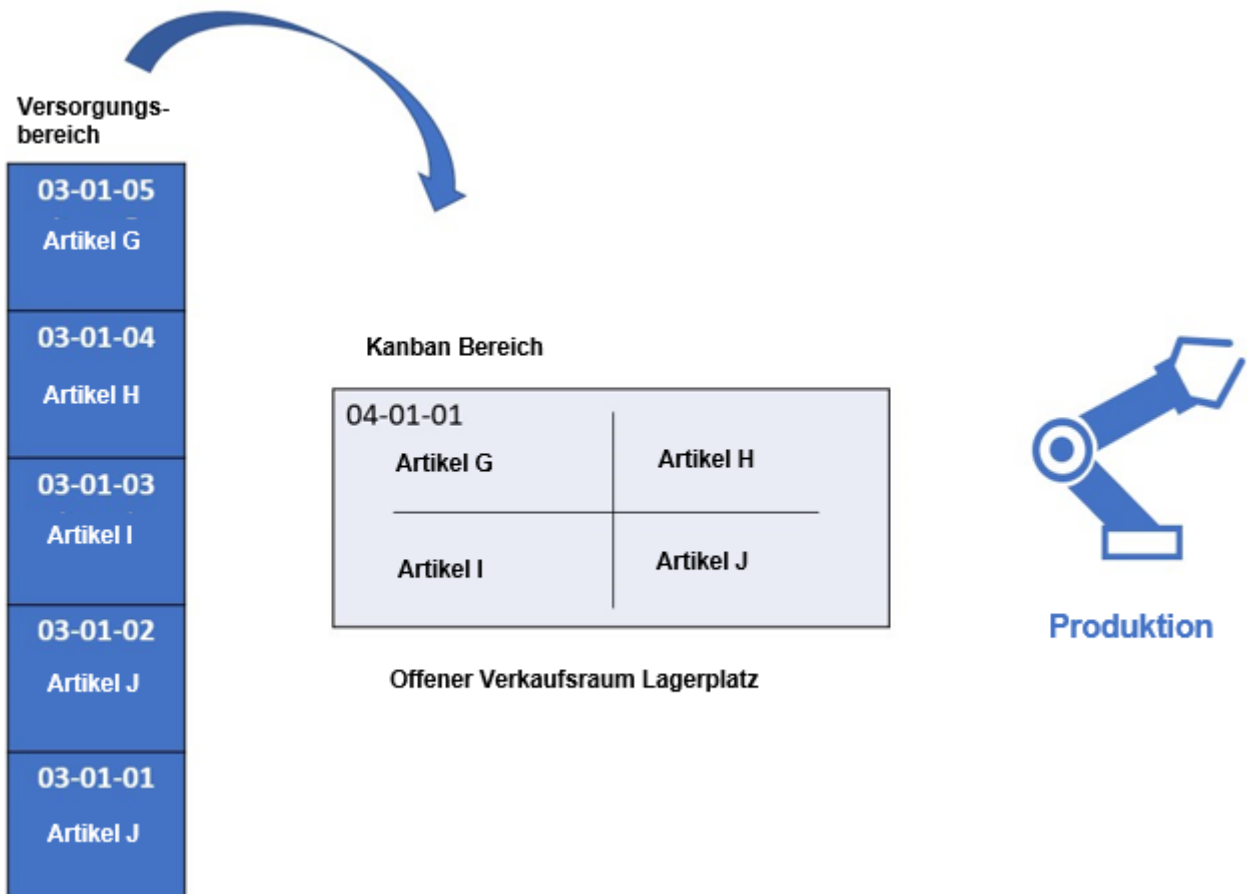 Versorgungs-
bereich
03-01-05
Artikel G
03-01-04
Artikel H
03-01-03
Artikel I
03-01-02
Artikel J
03-01-01
Artikel J
Kanban Bereich
04-01-01
Artikel G
Artikel H
Artikel I
Artikel J
Offener Verkaufsraum Lagerplatz
Produktion